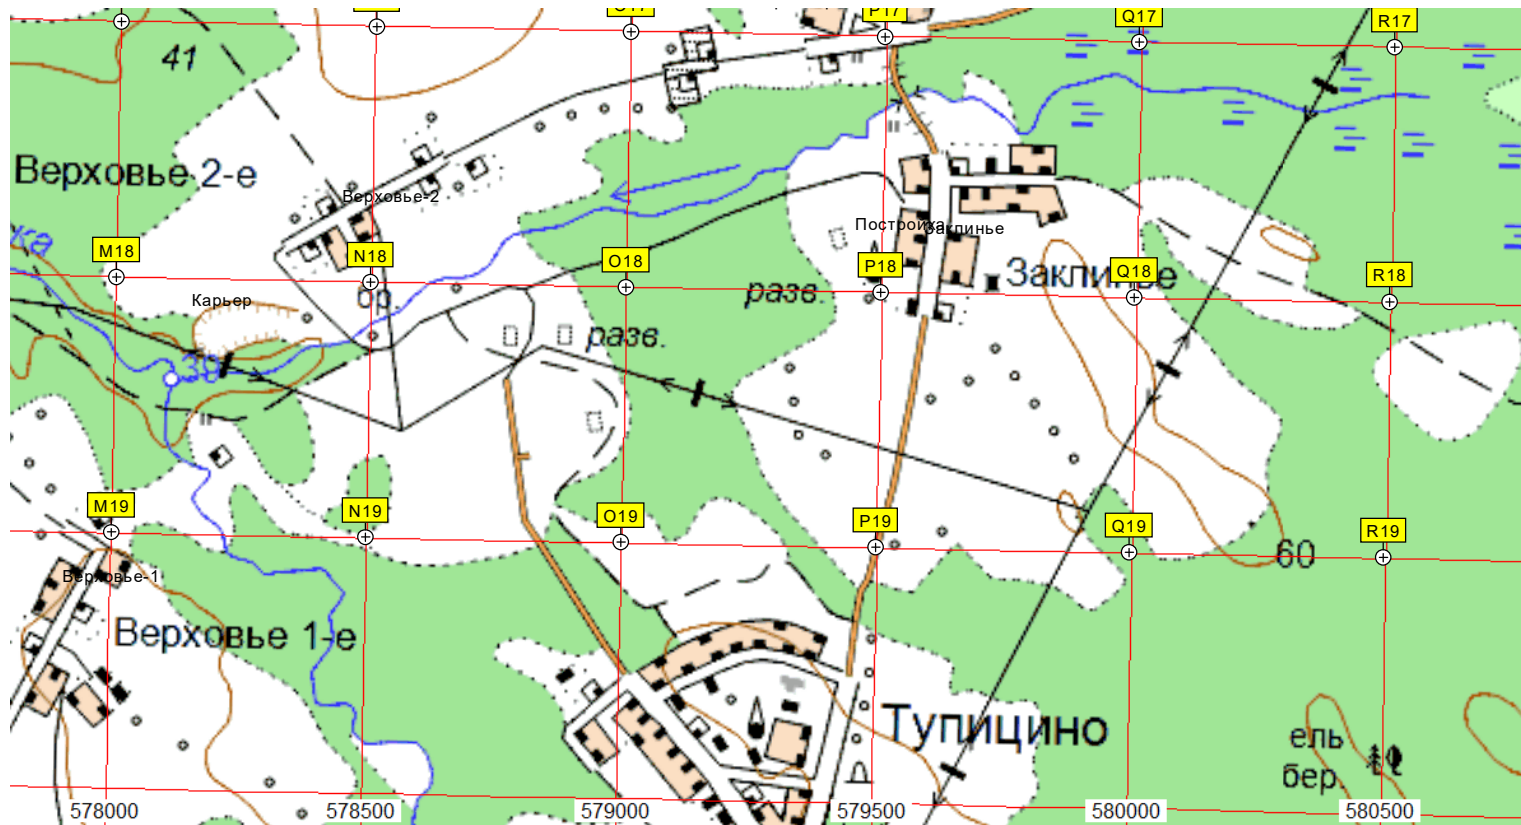 P17
Q17
R17
41
Верховье 2-е
Верховье-2
Постройка
Заклинье
ка
M18
N18
O18
P18
Q18
R18
Заклинье
Карьер
бр.
разв.
разв.
M19
N19
O19
P19
Q19
R19
60
Верховье-1
Верховье 1-е
Тупицино
ель
бер.
578000
578500
579000
579500
580000
580500